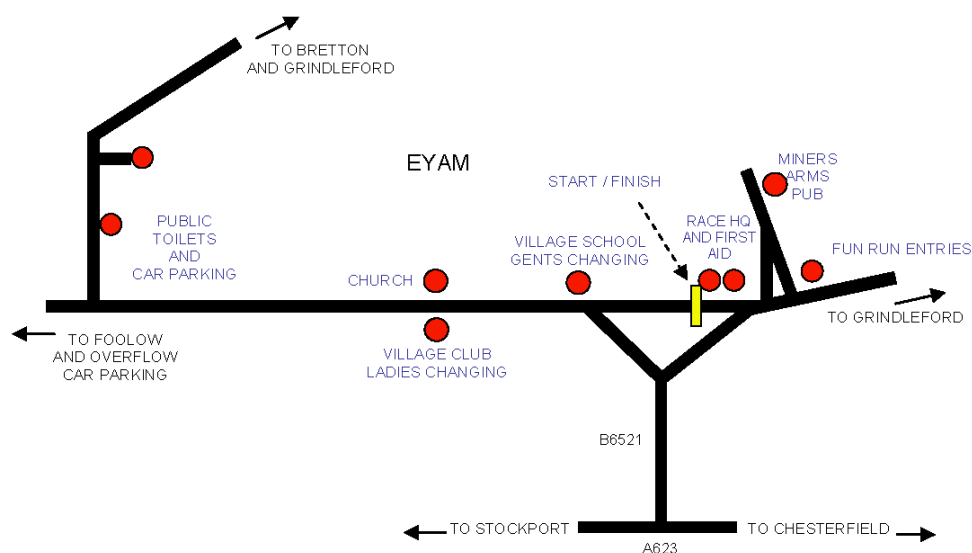 TO BRETTON
AND GRINDLEFORD
EYAM
MINERS
ARMS
PUB
START / FINISH
PUBLIC
TOILETS
AND
CAR PARKING
RACE HQ
AND FIRST
AID
VILLAGE SCHOOL
GENTS CHANGING
FUN RUN ENTRIES
CHURCH
TO GRINDLEFORD
TO FOOLOW
AND OVERFLOW
CAR PARKING
VILLAGE CLUB
LADIES CHANGING
B6521
TO STOCKPORT
TO CHESTERFIELD
A623